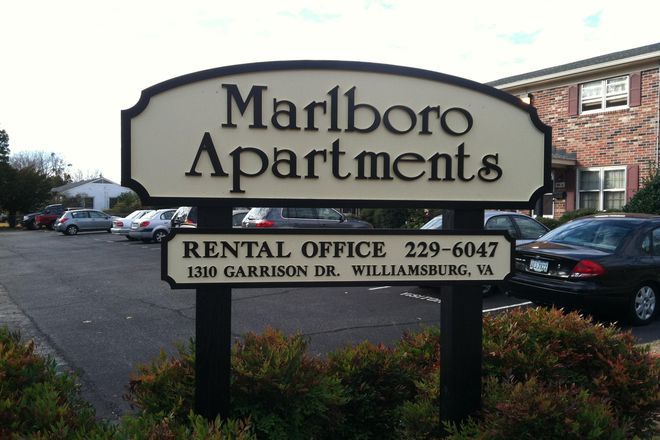 Marlboro
Apartments
RENTAL OFFICE 229-6047
1310 GARRISON DR. WILLIAMSBURG, VA